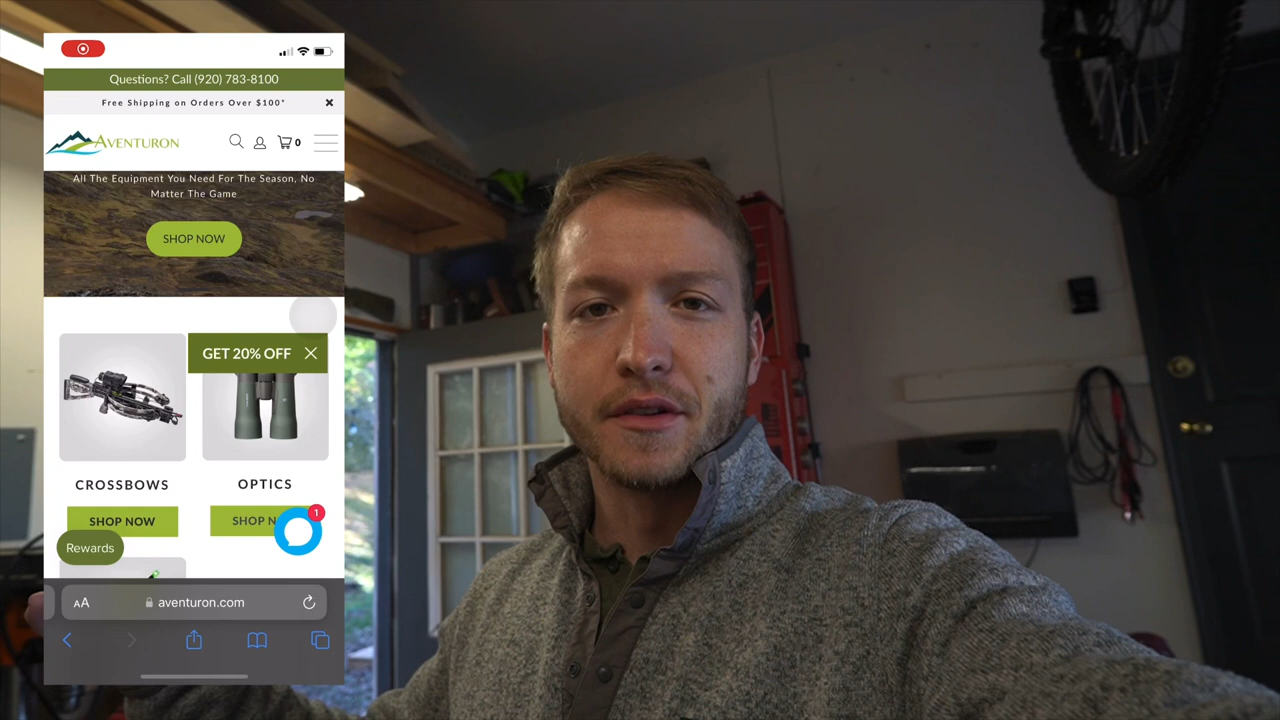 Questions? Call (920) 783-8100
Free Shipping on Orders Over $100*
AVENTURON
0
All The Equipment You Need For The Season, No
Matter The Game
SHOP NOW
GET 20% OFF
CROSSBOWS
OPTICS
SHOP NOW
SHOP N
1
Rewards
AA
aventuron.com